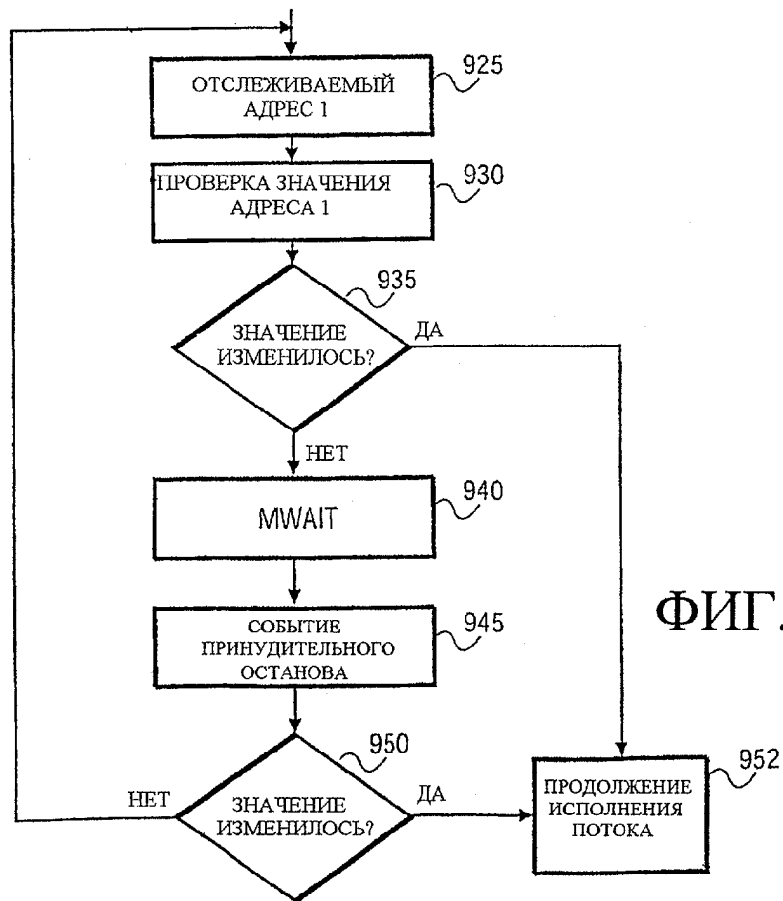 925
ОТСЛЕЖИВАЕМЫЙ
АДРЕС 1
930
ПРОВЕРКА ЗНАЧЕНИЯ
АДРЕСА 1
935
ЗНАЧЕНИЕ
ИЗМЕНИЛОСЬ?
ДА
НЕТ
940
MWAIT
ФИГ.
945
СОБЫТИЕ
ПРИНУДИТЕЛЬНОГО
ОСТАНОВА
950
НЕТ
ЗНАЧЕНИЕ
ИЗМЕНИЛОСЬ?
ДА
952
ПРОДОЛЖЕНИЕ
ИСПОЛНЕНИЯ
ПОТОКА